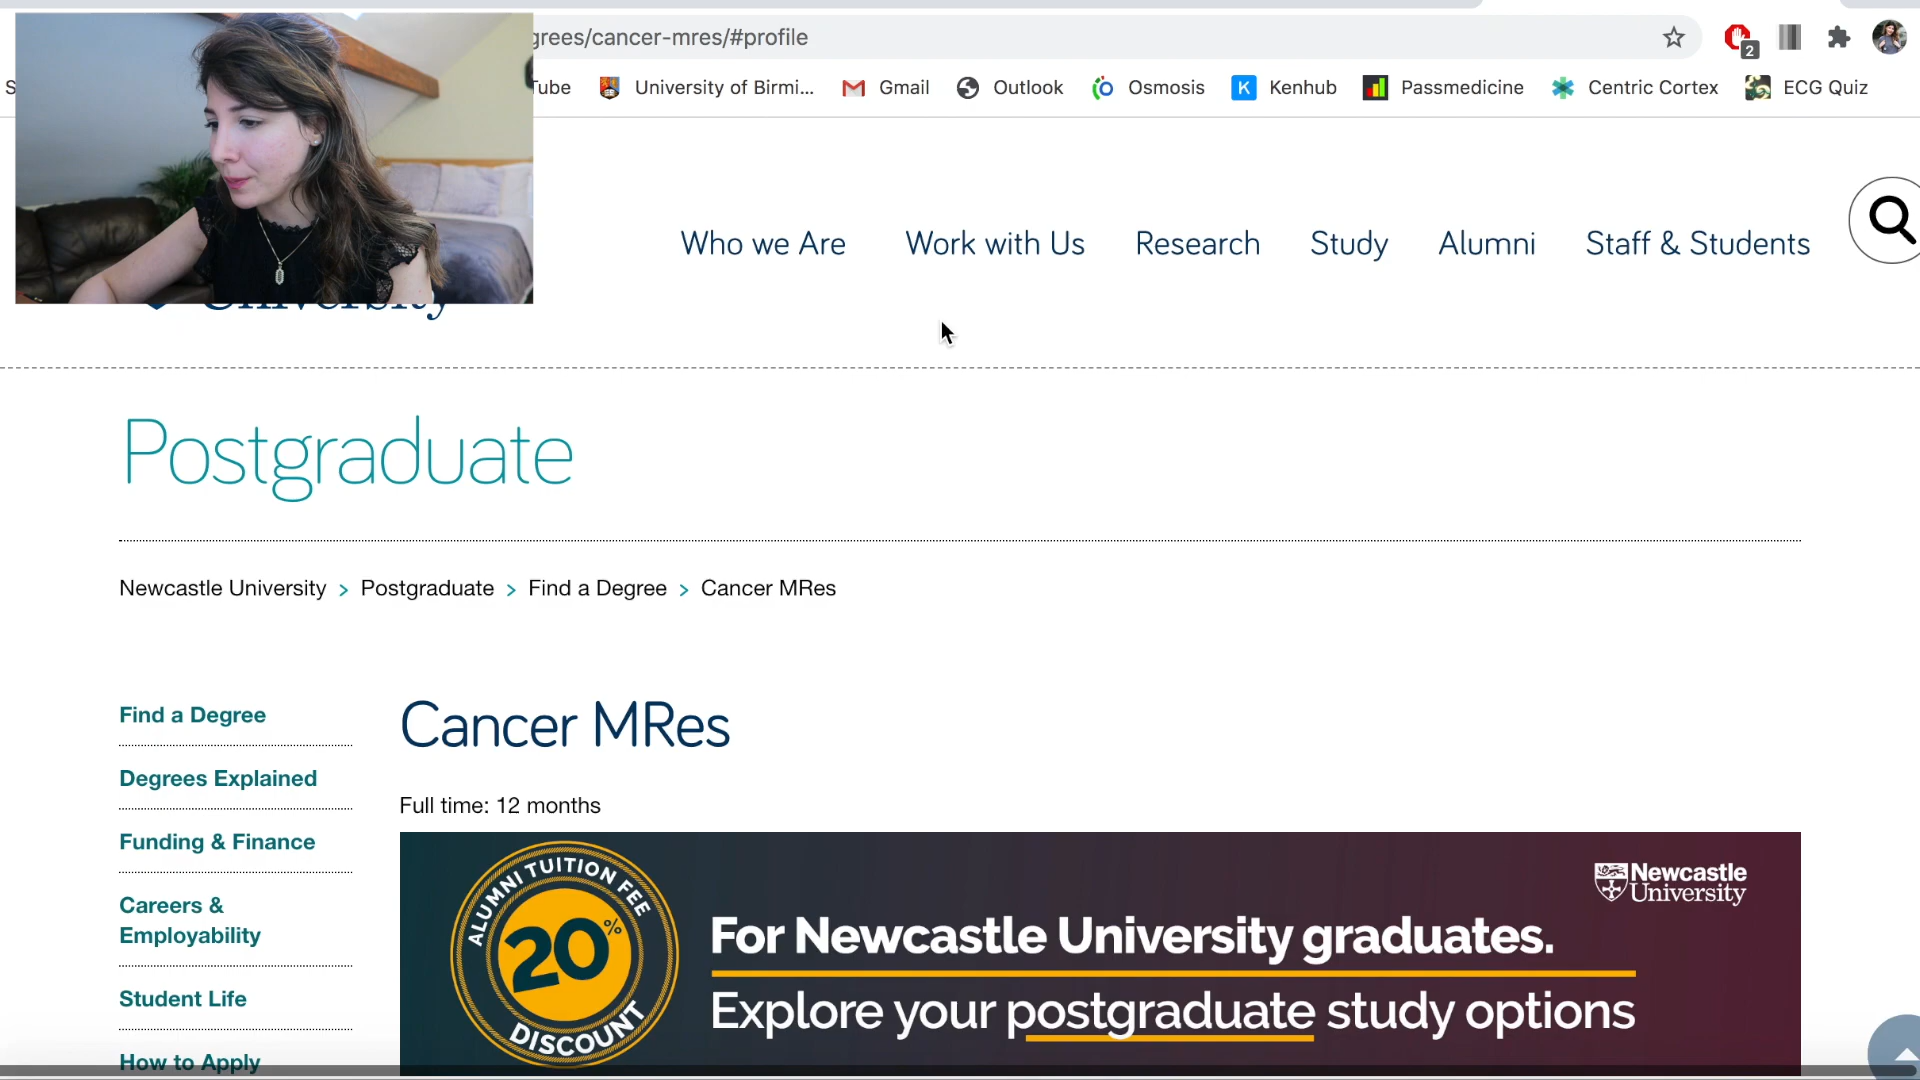 grees/cancer-mres/#profile
2
S
Tube
University of Birmi...
Gmail
Outlook
Osmosis
K
Kenhub
Passmedicine
Centric Cortex
ECG Quiz
Who we Are
Work with Us
Research
Study
Alumni
Staff & Students
University
Postgraduate
Newcastle University > Postgraduate > Find a Degree > Cancer MRes
Find a Degree
Degrees Explained
Funding & Finance
Careers &
Employability
Student Life
How to Apply
Cancer MRes
Full time: 12 months
ALUMNI TUITION FEE
20%
DISCOUNT
For Newcastle University graduates.
Explore your postgraduate study options
Newcastle
University